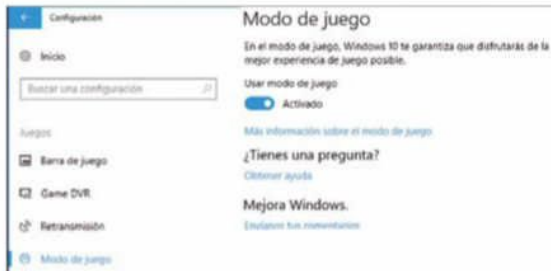 Configuración
Inicio
Buscar una configuración
Juegos
Barra de juego
Game DVR
Retransmisión
Modo de juego
Modo de juego
En el modo de juego, Windows 10 te garantiza que disfrutarás de la
mejor experiencia de juego posible.
Usar modo de juego
Activado
Más información sobre el modo de juego
¿Tienes una pregunta?
Obtener ayuda
Mejora Windows.
Envíanos tus comentarios